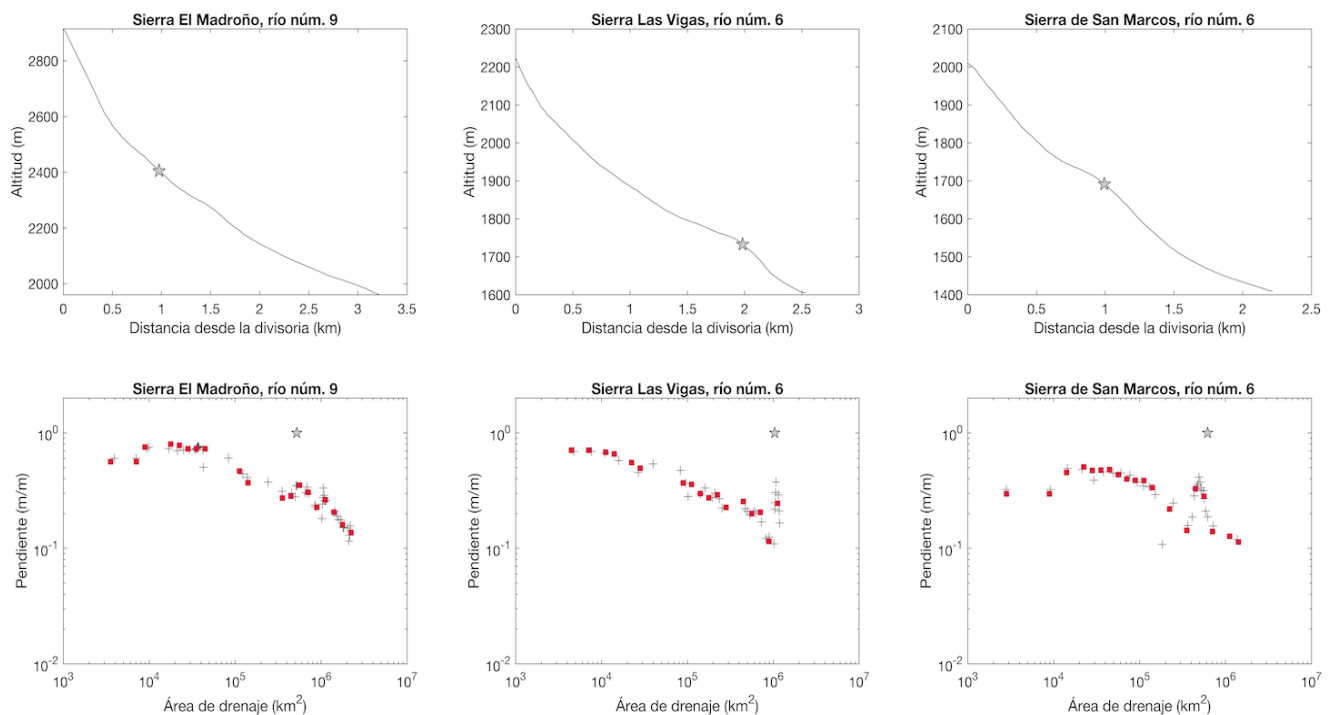 Sierra El Madroño, río núm. 9
Altitud (m)
2800
2600
2400
2200
2000
0 0.5 1 1.5 2 2.5 3 3.5
Distancia desde la divisoria (km)
Sierra Las Vigas, río núm. 6
Altitud (m)
2300
2200
2100
2000
1900
1800
1700
1600
0 0.5 1 1.5 2 2.5 3
Distancia desde la divisoria (km)
Sierra de San Marcos, río núm. 6
Altitud (m)
2100
2000
1900
1800
1700
1600
1500
1400
0 0.5 1 1.5 2 2.5
Distancia desde la divisoria (km)
Sierra El Madroño, río núm. 9
Pendiente (m/m)
10⁰
10⁻¹
10⁻²
10³ 10⁴ 10⁵ 10⁶ 10⁷
Área de drenaje (km²)
Sierra Las Vigas, río núm. 6
Pendiente (m/m)
10⁰
10⁻¹
10⁻²
10³ 10⁴ 10⁵ 10⁶ 10⁷
Área de drenaje (km²)
Sierra de San Marcos, río núm. 6
Pendiente (m/m)
10⁰
10⁻¹
10⁻²
10³ 10⁴ 10⁵ 10⁶ 10⁷
Área de drenaje (km²)